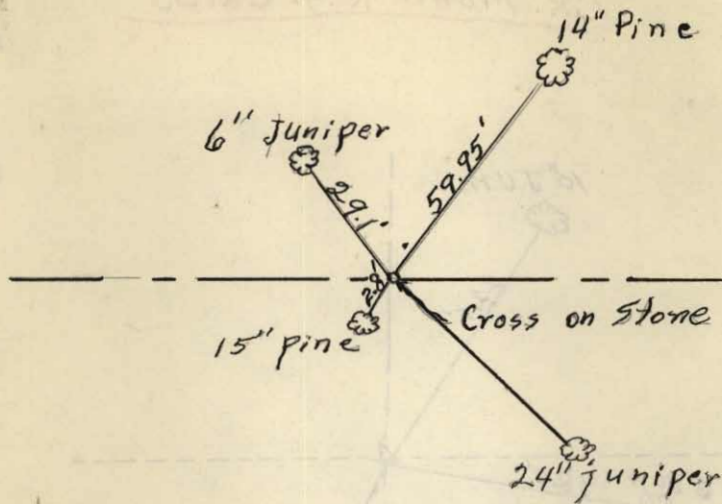 14" Pine
6" Juniper
59.95'
29.1'
Cross on Stone
15" pine
24" juniper